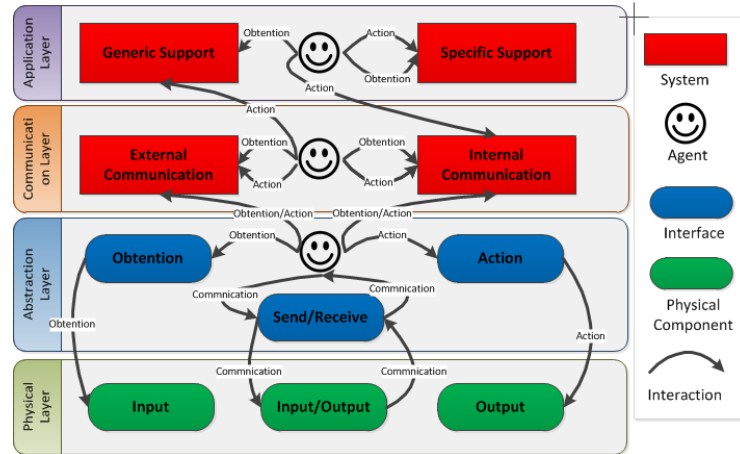 Application
Layer
Generic Support
Obtention
Action
Obtention
Specific Support
Action
Action
System
Communicati
on Layer
External
Communication
Obtention
Action
Obtention
Action
Internal
Communication
Agent
Obtention/Action
Obtention/Action
Abstraction
Layer
Obtention
Obtention
Action
Action
Interface
Commnication
Commnication
Send/Receive
Obtention
Action
Physical
Component
Commnication
Commnication
Physical
Layer
Input
Input/Output
Output
Interaction